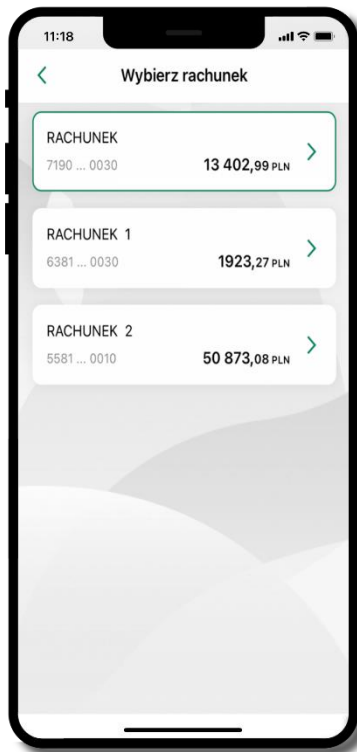 11:18
Wybierz rachunek
RACHUNEK
7190 ... 0030 13 402,99 PLN
RACHUNEK 1
6381 ... 0030 1923,27 PLN
RACHUNEK 2
5581 ... 0010 50 873,08 PLN